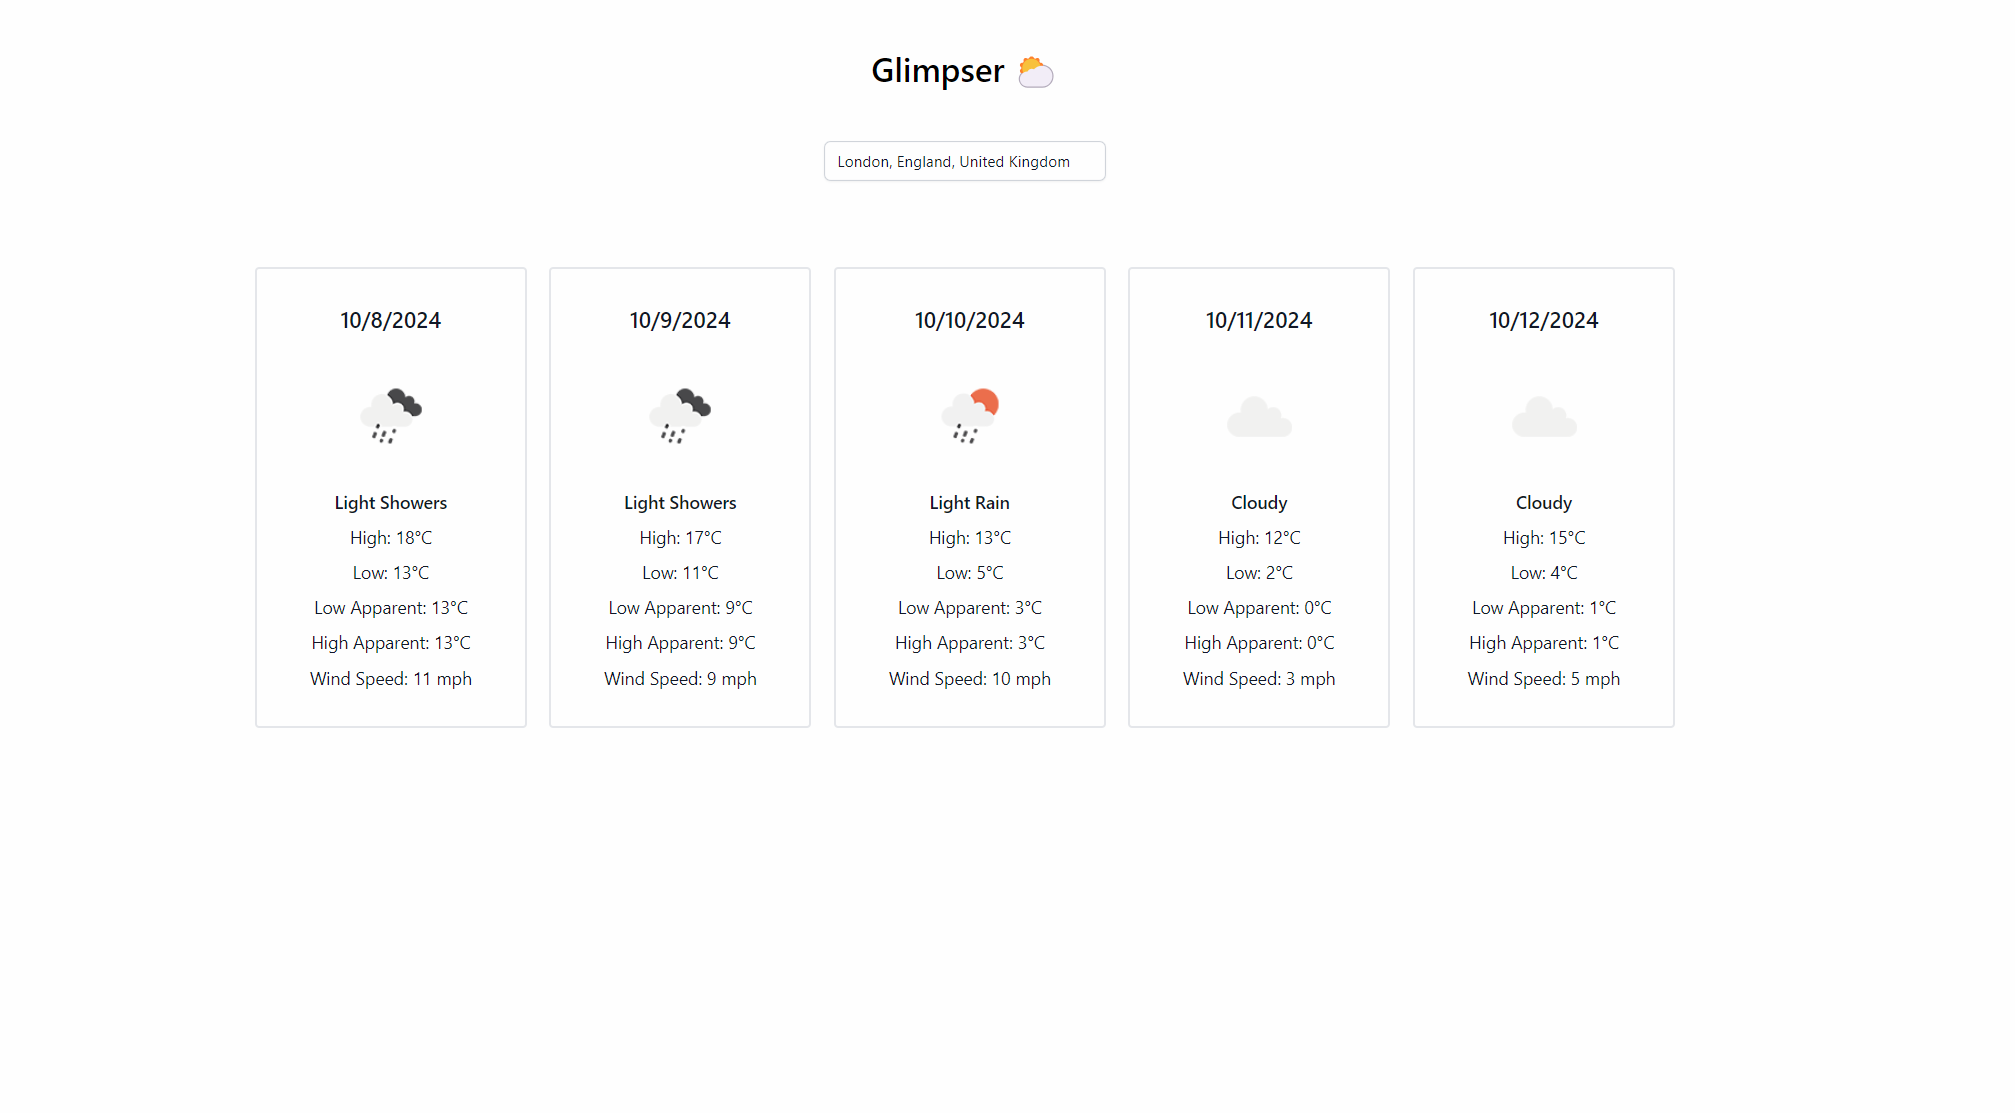 Glimpser
London, England, United Kingdom
10/8/2024
Light Showers
High: 18°C
Low: 13°C
Low Apparent: 13°C
High Apparent: 13°C
Wind Speed: 11 mph
10/9/2024
Light Showers
High: 17°C
Low: 11°C
Low Apparent: 9°C
High Apparent: 9°C
Wind Speed: 9 mph
10/10/2024
Light Rain
High: 13°C
Low: 5°C
Low Apparent: 3°C
High Apparent: 3°C
Wind Speed: 10 mph
10/11/2024
Cloudy
High: 12°C
Low: 2°C
Low Apparent: 0°C
High Apparent: 0°C
Wind Speed: 3 mph
10/12/2024
Cloudy
High: 15°C
Low: 4°C
Low Apparent: 1°C
High Apparent: 1°C
Wind Speed: 5 mph